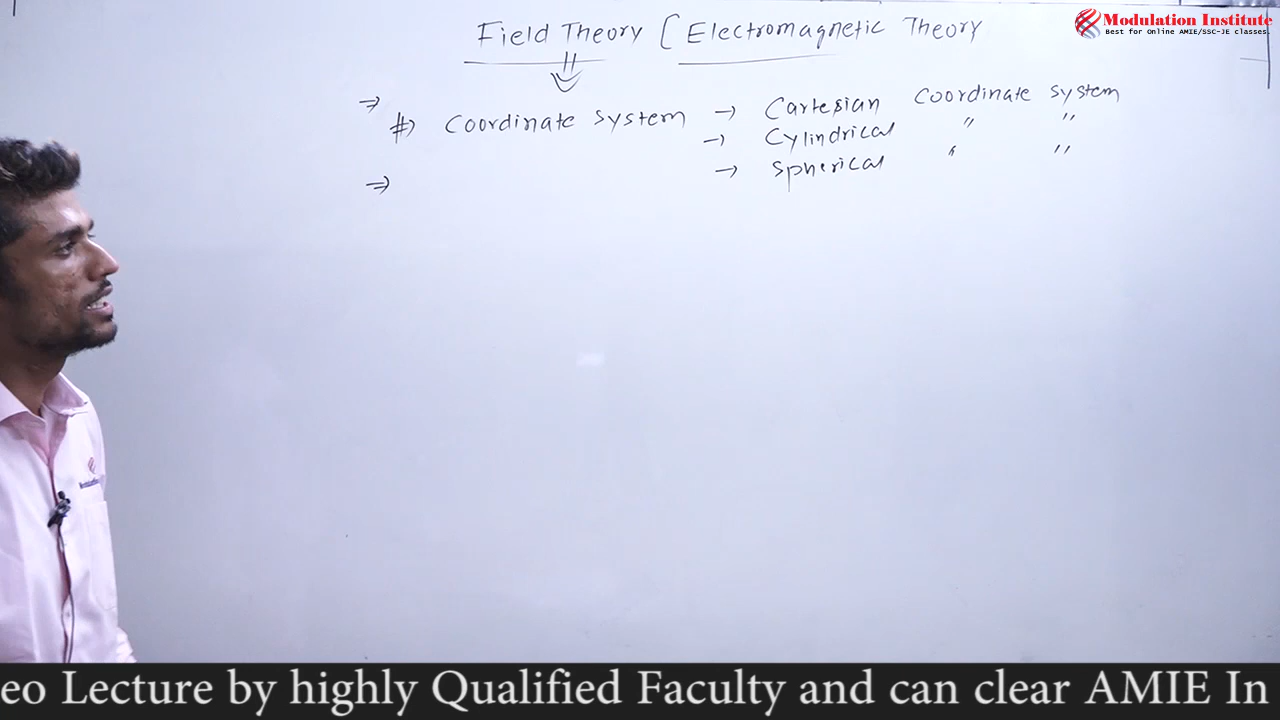 Field Theory [ Electromagnetic Theory
Modulation Institute
Best for Online AMIE/SSC-JE classes.
⇒
#) Coordinate system → Cartesian Coordinate system
→ Cylindrical " "
⇒ → Spherical " "
eo Lecture by highly Qualified Faculty and can clear AMIE In